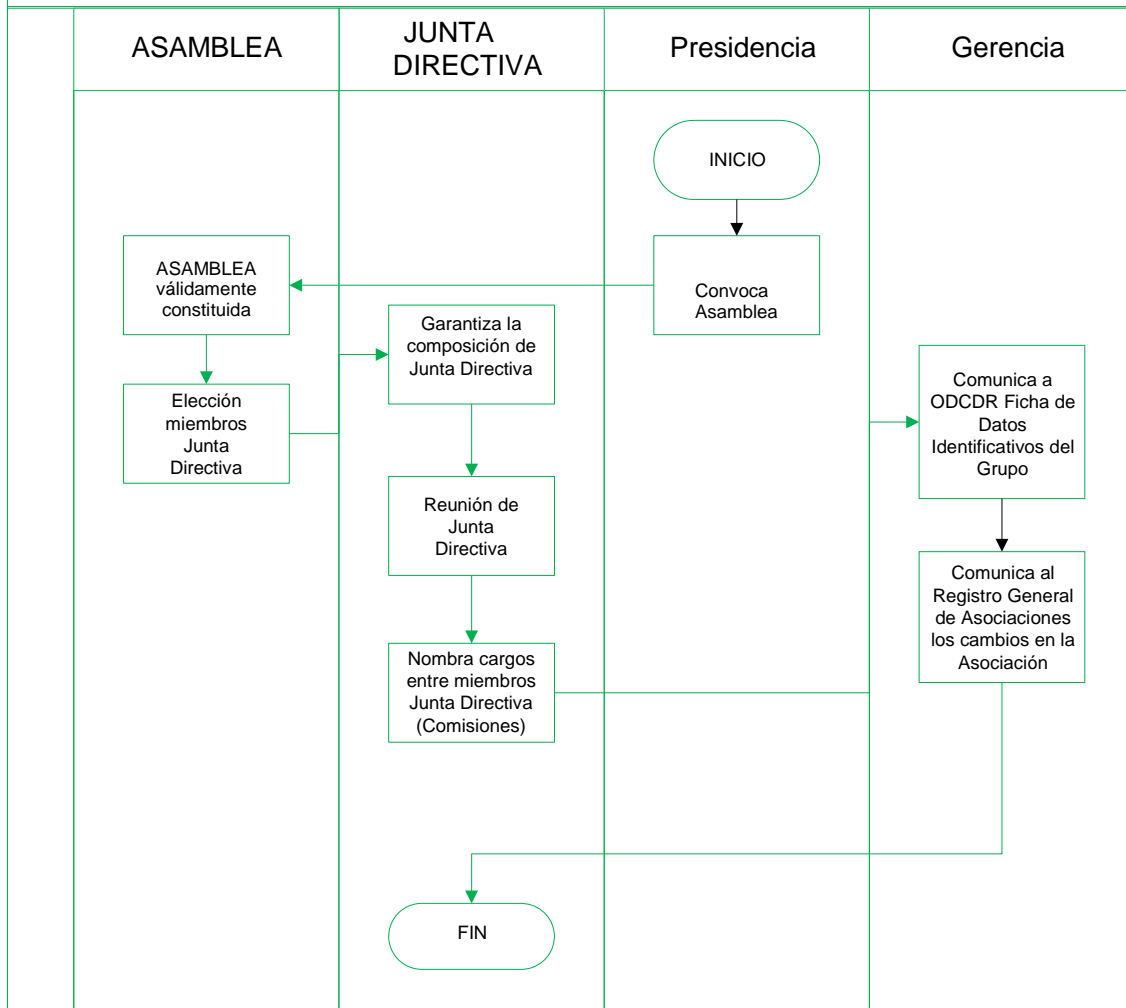 ASAMBLEA
JUNTA
DIRECTIVA
Presidencia
Gerencia
INICIO
Convoca
Asamblea
ASAMBLEA
válidamente
constituida
Elección
miembros
Junta
Directiva
Garantiza la
composición de
Junta Directiva
Reunión de
Junta
Directiva
Nombra cargos
entre miembros
Junta Directiva
(Comisiones)
Comunica a
ODCDR Ficha de
Datos
Identificativos del
Grupo
Comunica al
Registro General
de Asociaciones
los cambios en la
Asociación
FIN